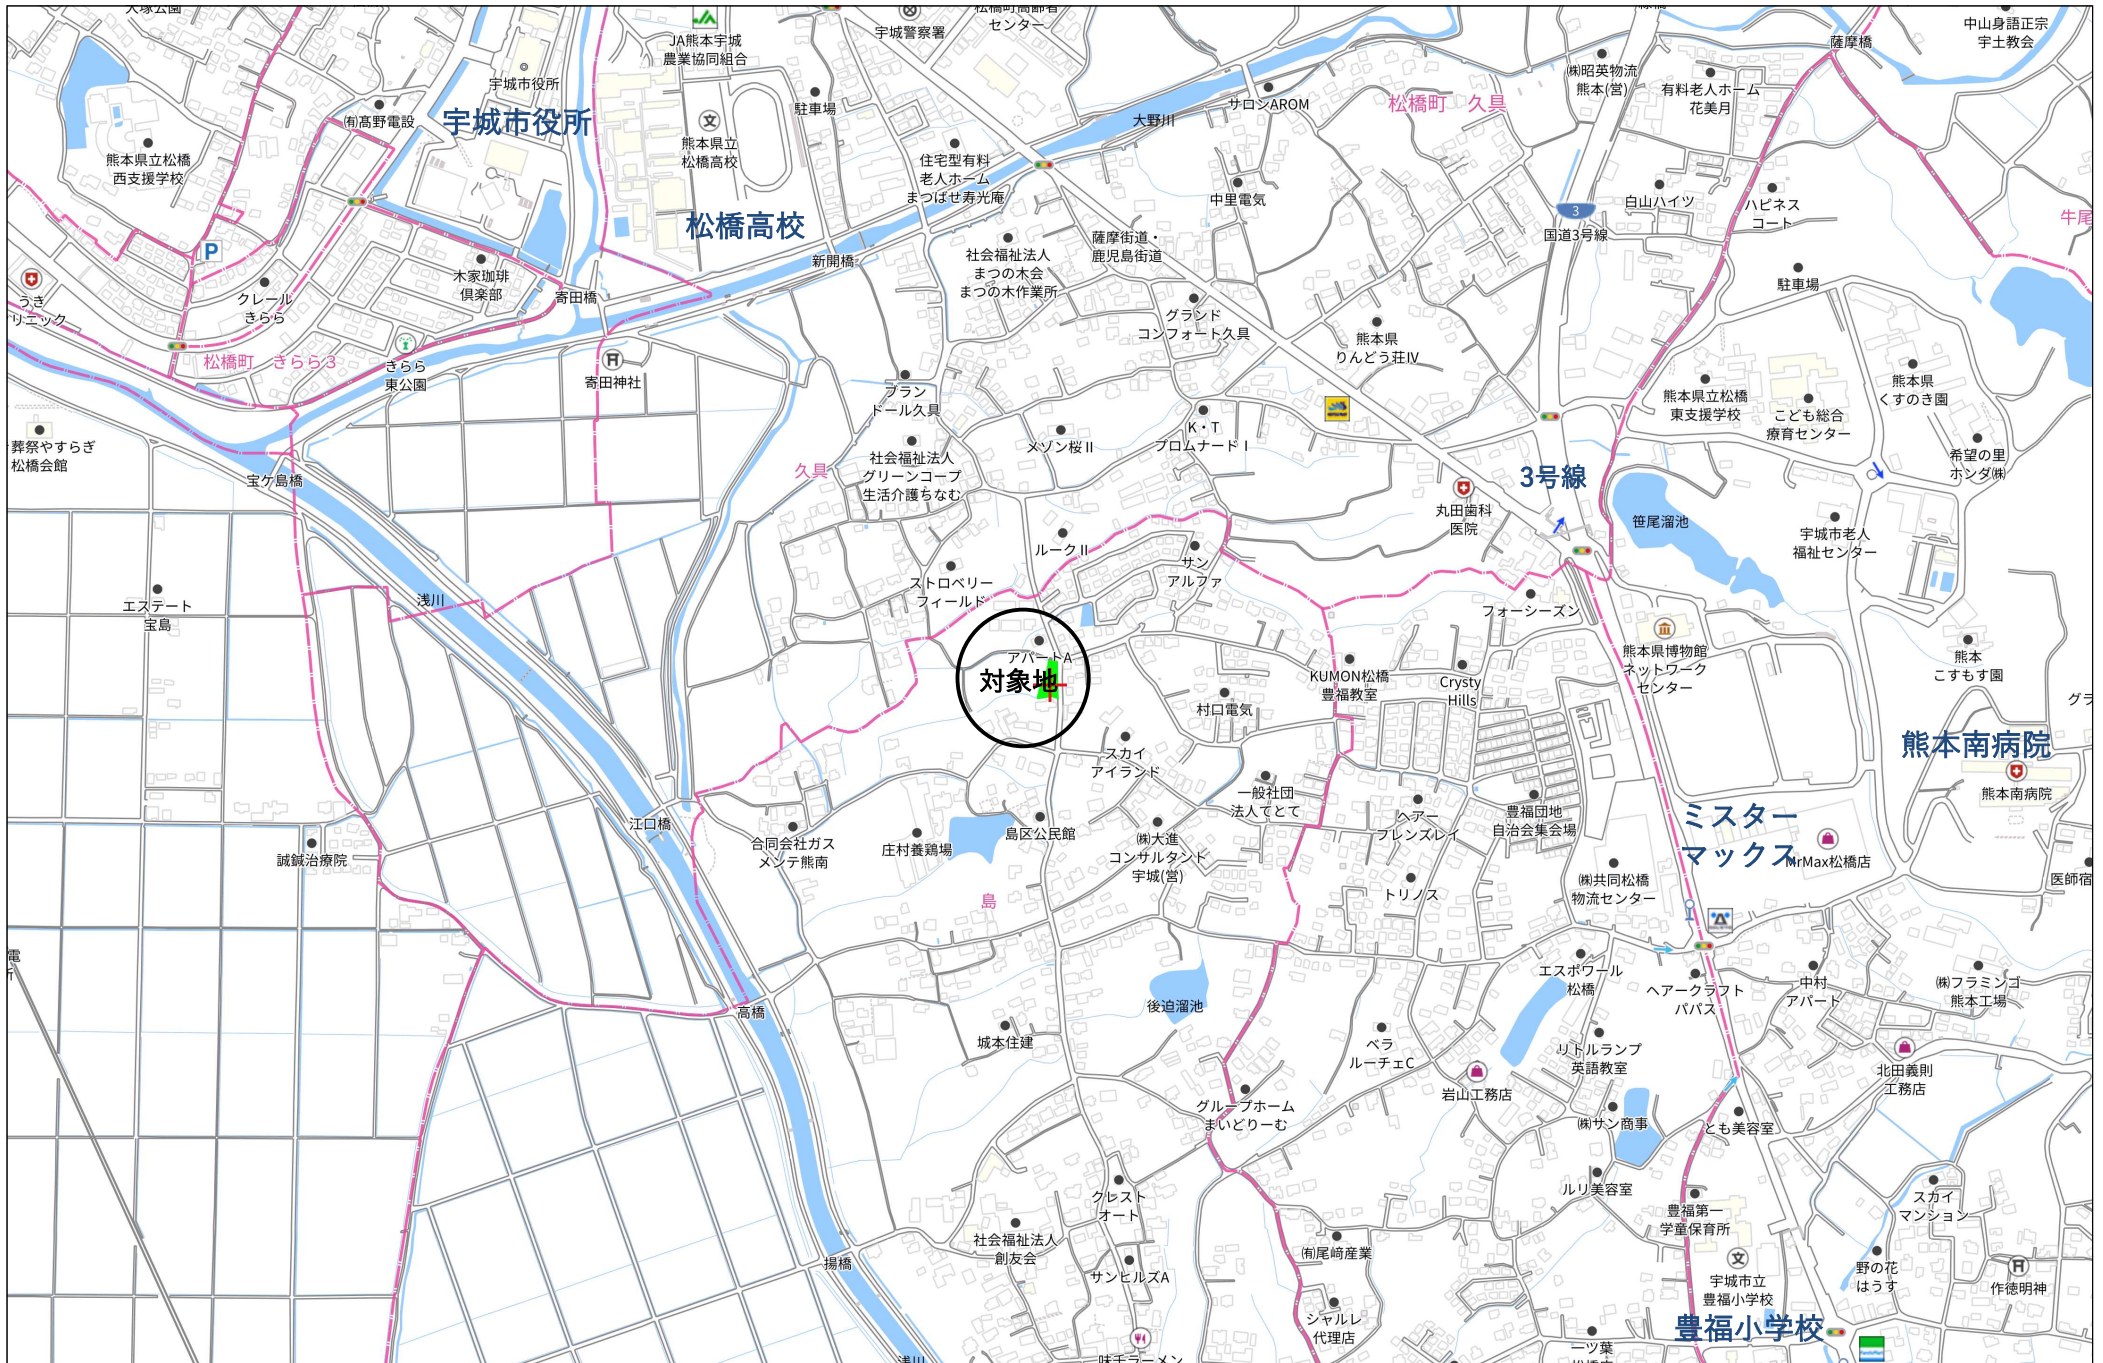 大塚公園
宇城市役所
宇城市役所
㈲髙野電設
熊本県立松橋
西支援学校
JA熊本宇城
農業協同組合
熊本県立
松橋高校
松橋高校
駐車場
宇城警察署
松橋町高齢者
センター
住宅型有料
老人ホーム
まつばせ寿光庵
大野川
サロンAROM
松橋町 久具
㈱昭英物流
熊本(営)
有料老人ホーム
花美月
薩摩橋
中山身語正宗
宇土教会
中里電気
白山ハイツ
ハピネス
コート
牛尾
3
国道3号線
P
うき
リニック
クレール
きらら
木家珈琲
倶楽部
寄田橋
新開橋
社会福祉法人
まつの木会
まつの木作業所
薩摩街道・
鹿児島街道
グランド
コンフォート久具
熊本県
りんどう荘Ⅳ
駐車場
松橋町 きらら3
きらら
東公園
寄田神社
ブラン
ドール久具
メゾン桜Ⅱ
K・T
プロムナードⅠ
熊本県立松橋
東支援学校
こども総合
療育センター
熊本県
くすのき園
希望の里
ホンダ㈱
葬祭やすらぎ
松橋会館
宝ケ島橋
久具
社会福祉法人
グリーンコープ
生活介護ちなむ
3号線
丸田歯科
医院
笹尾溜池
宇城市老人
福祉センター
ルークⅡ
サン
アルファ
ストロベリー
フィールド
フォーシーズン
エステート
宝島
浅川
アパートA
対象地
KUMON松橋
豊福教室
Crysty
Hills
熊本県博物館
ネットワーク
センター
熊本
こすもす園
グラ
村口電気
スカイ
アイランド
熊本南病院
熊本南病院
一般社団
法人てとて
ヘアー
フレンズレイ
豊福団地
自治会集会場
ミスター
マックス
MrMax松橋店
江口橋
合同会社ガス
メンテ熊南
庄村養鶏場
島区公民館
㈱大進
コンサルタント
宇城(営)
誠鍼治療院
トリノス
㈱共同松橋
物流センター
医師宿
島
電
所
高橋
後迫溜池
エスポワール
松橋
ヘアークラフト
パパス
中村
アパート
㈱フラミンゴ
熊本工場
城本住建
ベラ
ルーチェC
リトルランプ
英語教室
岩山工務店
北田義則
工務店
グループホーム
まいどりーむ
㈱サン商事
とも美容室
ルリ美容室
クレスト
オート
豊福第一
学童保育所
スカイ
マンション
社会福祉法人
創友会
㈲尾﨑産業
揚橋
サンヒルズA
宇城市立
豊福小学校
野の花
はうす
作徳明神
シャルレ
代理店
豊福小学校
一ツ葉
味千ラーメン
浅川
FamilyMart